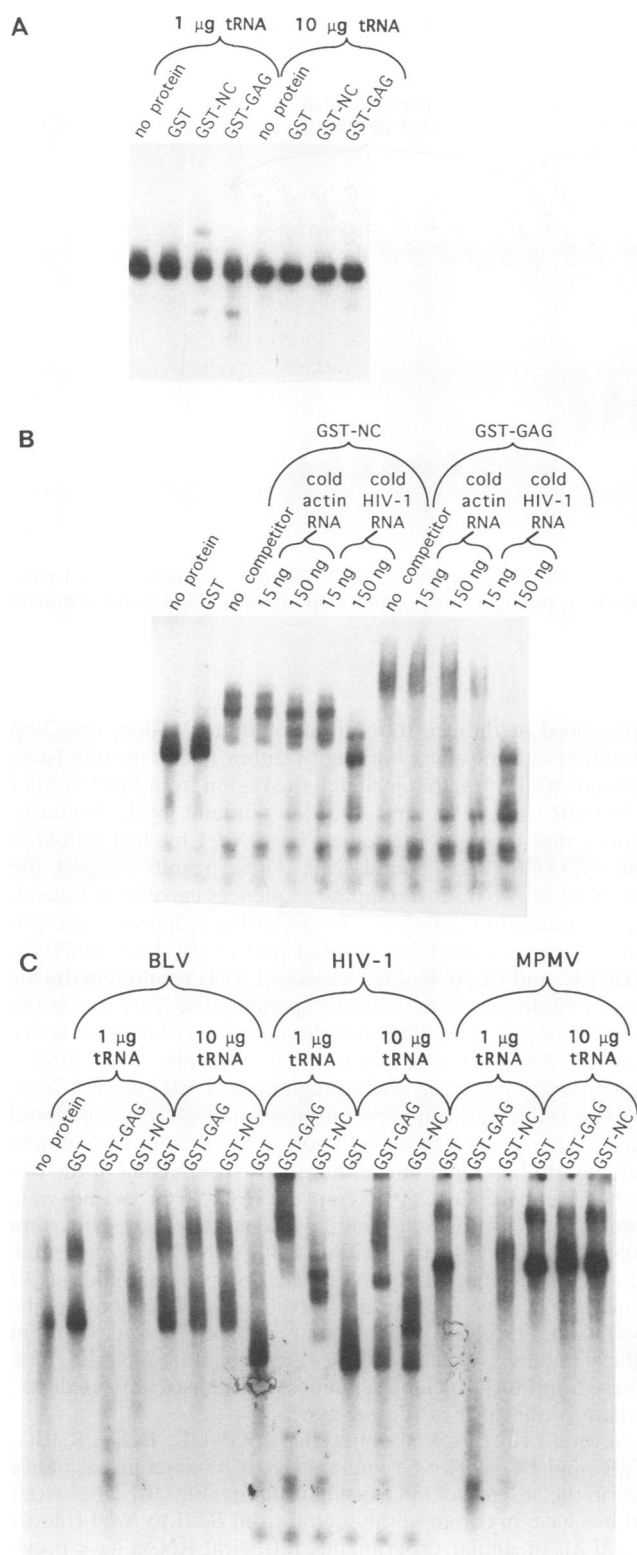 A
1 µg tRNA 10 µg tRNA
no protein GST GST-NC GST-GAG no protein GST GST-NC GST-GAG
B
GST-NC GST-GAG
cold actin RNA cold HIV-1 RNA cold actin RNA cold HIV-1 RNA
no protein GST no competitor 15 ng 150 ng 15 ng 150 ng no competitor 15 ng 150 ng 15 ng 150 ng
C
BLV HIV-1 MPMV
1 µg tRNA 10 µg tRNA 1 µg tRNA 10 µg tRNA 1 µg tRNA 10 µg tRNA
no protein GST GST-GAG GST-NC GST GST-GAG GST-NC GST GST-GAG GST-NC GST GST-GAG GST-NC GST GST-GAG GST-NC GST GST-GAG GST-NC